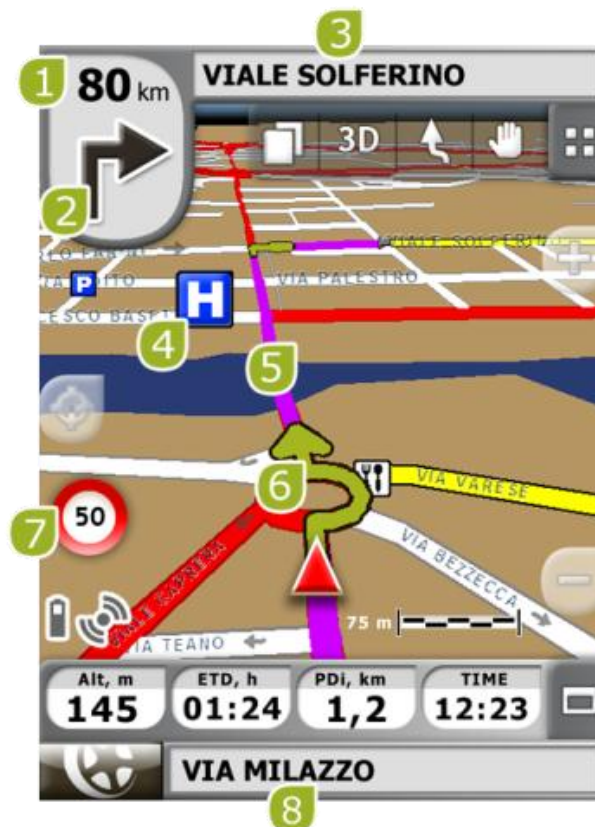 3
1
80 km
VIALE SOLFERINO
3D
2
VIALE SOLFERINO
P
VIA PALESTRO
H
4
5
6
VIA VARESE
7
50
VIA BEZZECCA
75 m
VIA TEANO
Alt, m
145
ETD, h
01:24
PDi, km
1,2
TIME
12:23
VIA MILAZZO
8